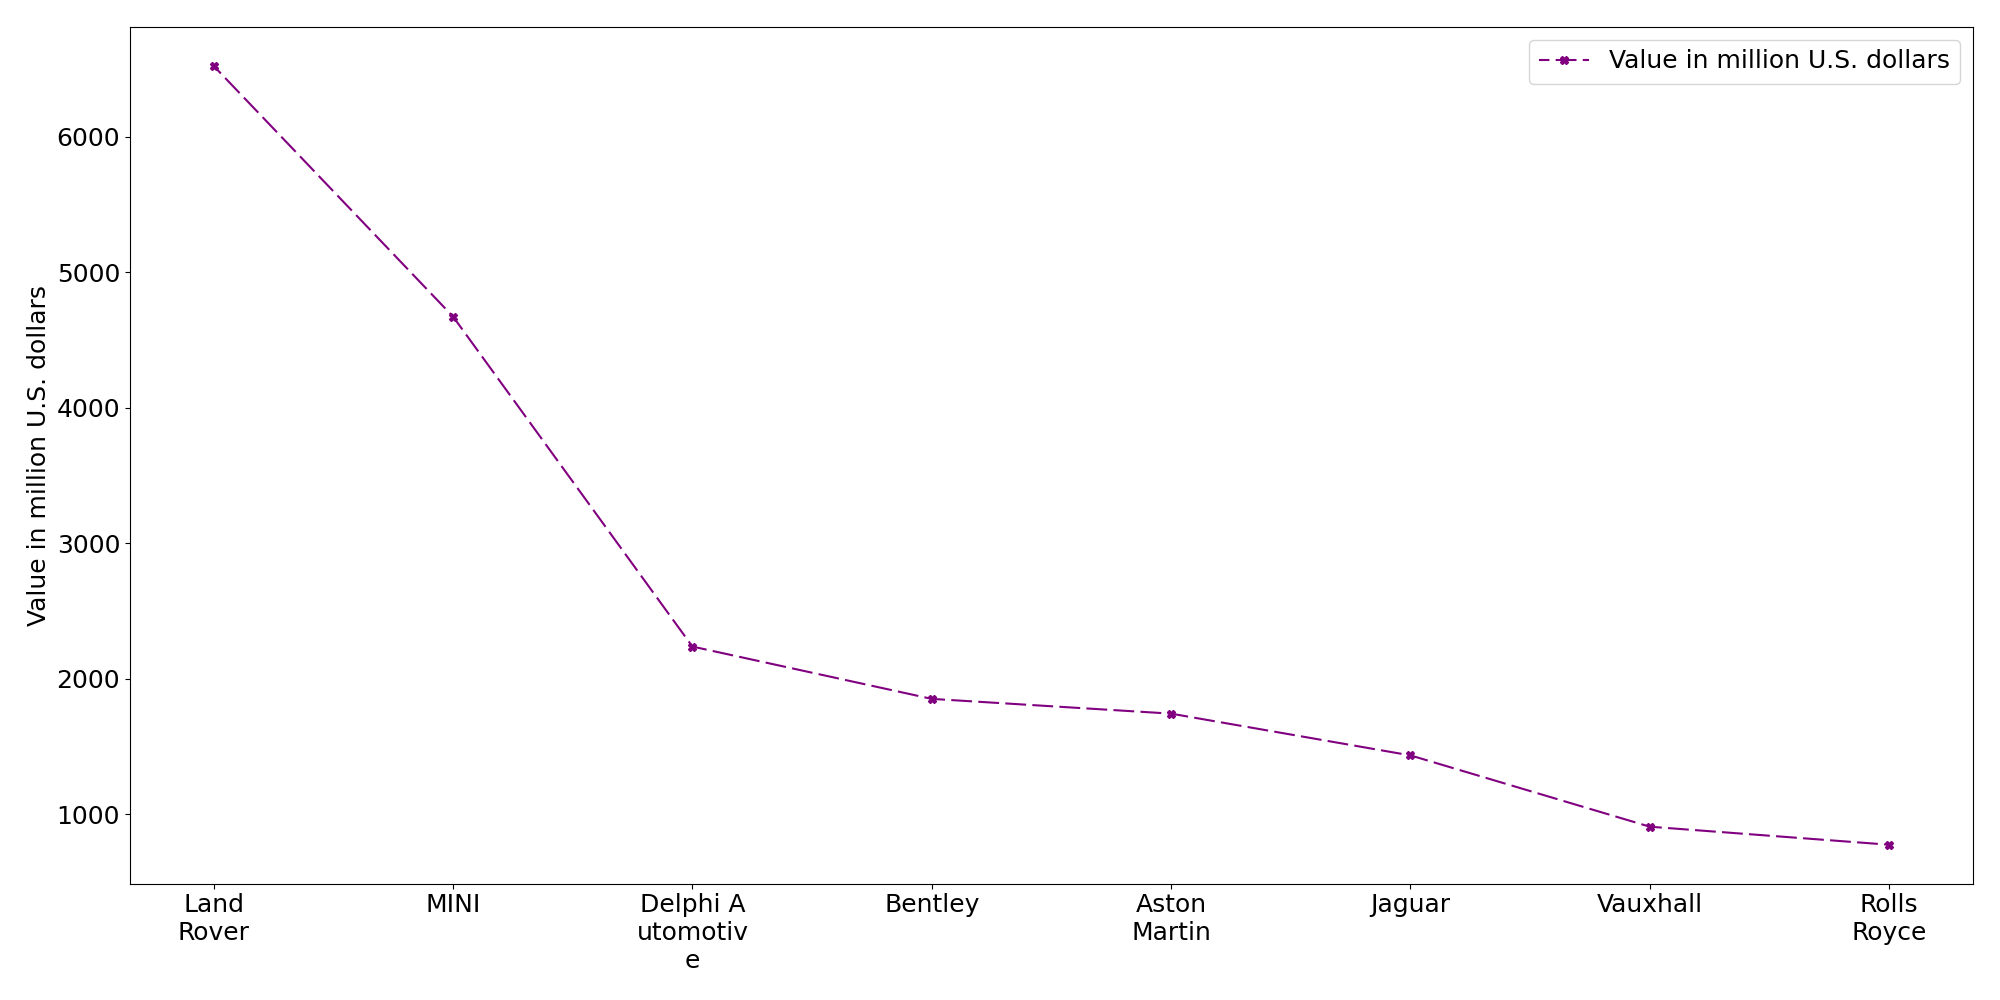 Value in million U.S. dollars
Value in million U.S. dollars
6000
5000
4000
3000
2000
1000
Land
Rover
MINI
Delphi A
utomotiv
e
Bentley
Aston
Martin
Jaguar
Vauxhall
Rolls
Royce